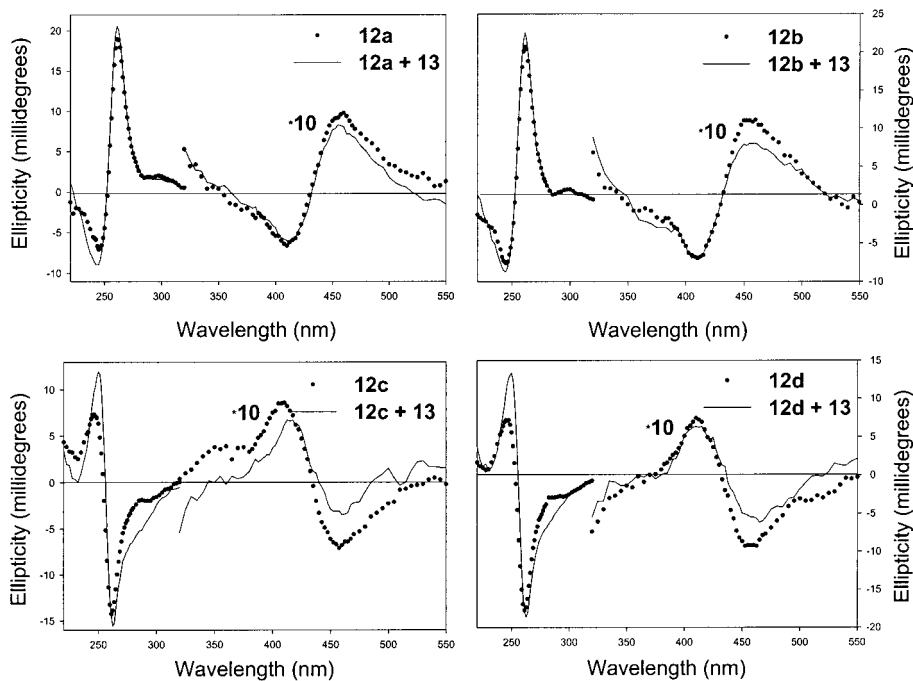 12a
12a + 13
*10
20
15
10
5
0
-5
-10
Ellipticity (millidegrees)
250 300 350 400 450 500 550
Wavelength (nm)
12b
12b + 13
*10
25
20
15
10
5
0
-5
-10
Ellipticity (millidegrees)
250 300 350 400 450 500 550
Wavelength (nm)
12c
12c + 13
*10
10
5
0
-5
-10
-15
Ellipticity (millidegrees)
250 300 350 400 450 500 550
Wavelength (nm)
12d
12d + 13
*10
15
10
5
0
-5
-10
-15
-20
Ellipticity (millidegrees)
250 300 350 400 450 500 550
Wavelength (nm)